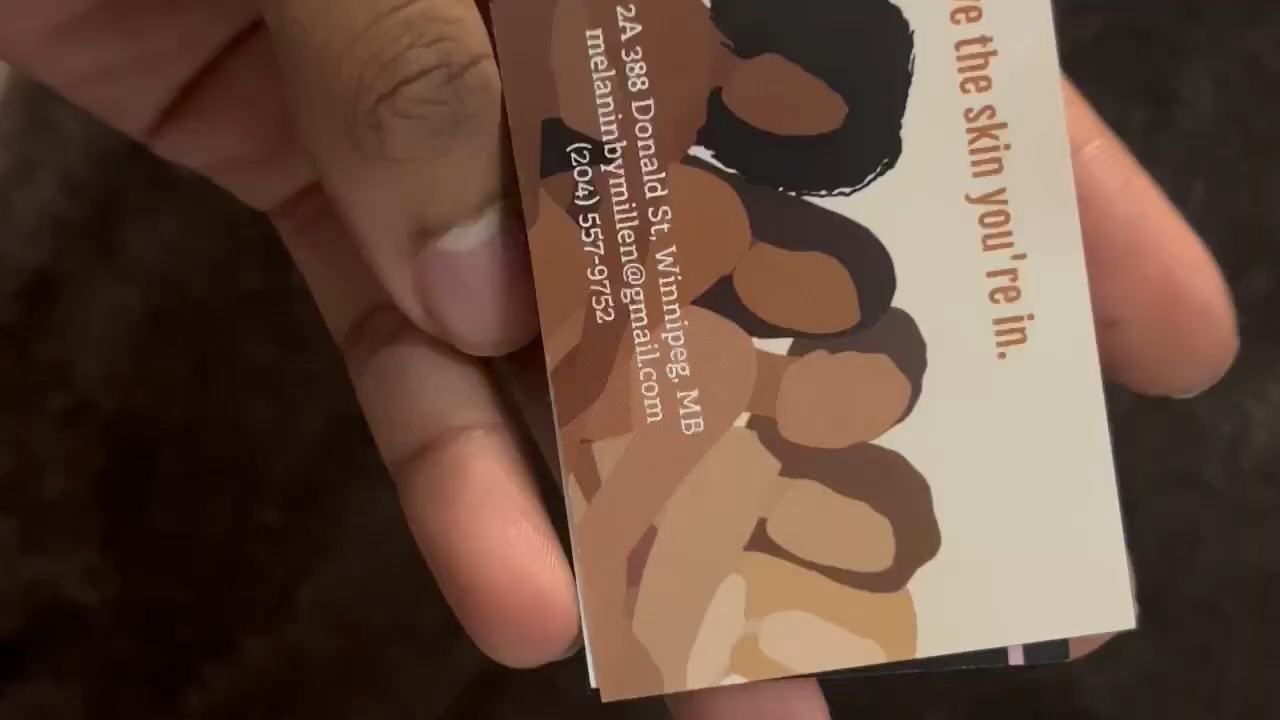 the skin you're in.
2A 388 Donald St, Winnipeg, MB
melaninbymillen@gmail.com
(204) 557-9752